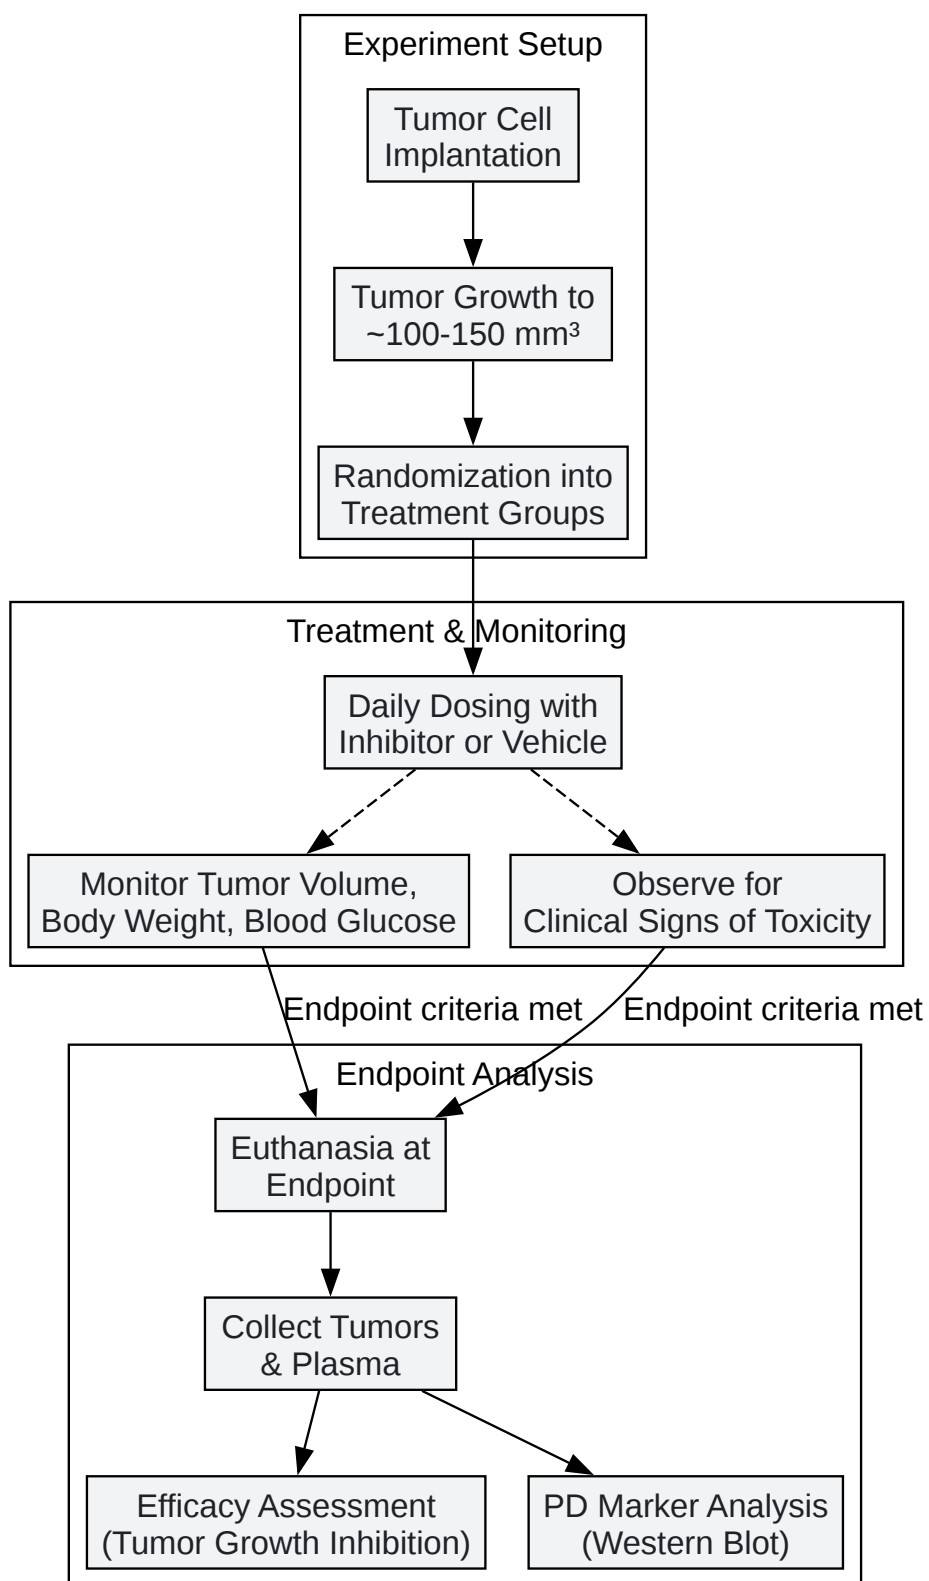 Experiment Setup
Tumor Cell
Implantation
Tumor Growth to
~100-150 mm³
Randomization into
Treatment Groups
Treatment & Monitoring
Daily Dosing with
Inhibitor or Vehicle
Monitor Tumor Volume,
Body Weight, Blood Glucose
Observe for
Clinical Signs of Toxicity
Endpoint criteria met
Endpoint criteria met
Endpoint Analysis
Euthanasia at
Endpoint
Collect Tumors
& Plasma
Efficacy Assessment
(Tumor Growth Inhibition)
PD Marker Analysis
(Western Blot)